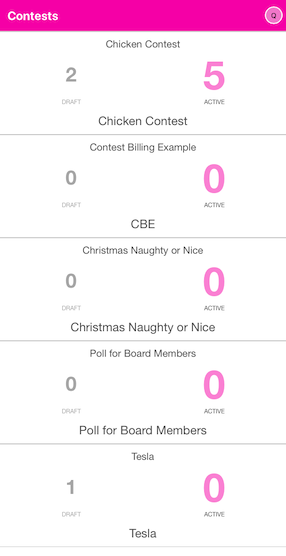 Contests
Q
Chicken Contest
2 5
DRAFT ACTIVE
Chicken Contest
Contest Billing Example
0 0
DRAFT ACTIVE
CBE
Christmas Naughty or Nice
0 0
DRAFT ACTIVE
Christmas Naughty or Nice
Poll for Board Members
0 0
DRAFT ACTIVE
Poll for Board Members
Tesla
1 0
DRAFT ACTIVE
Tesla